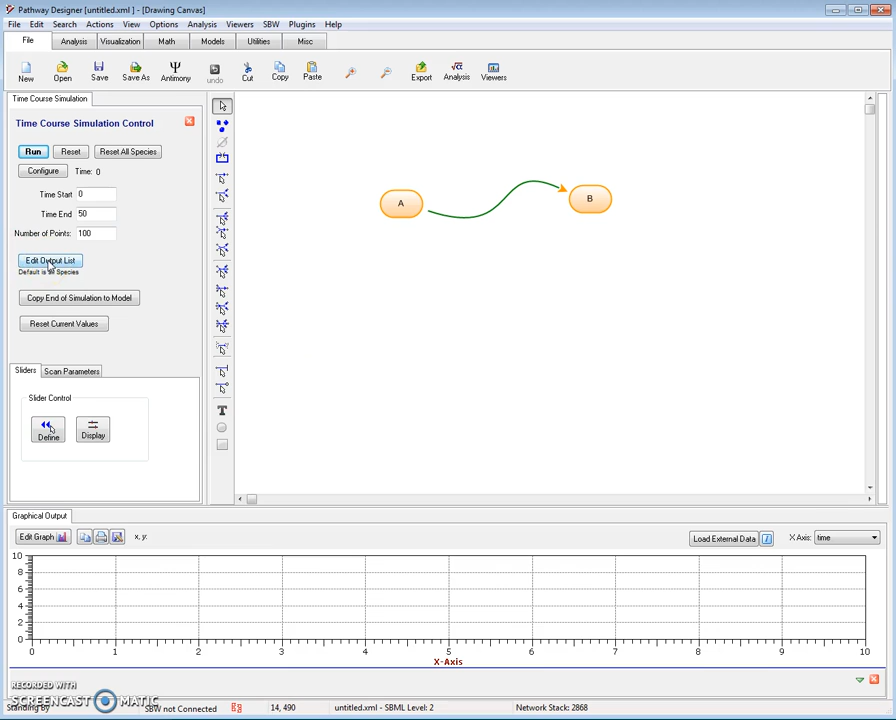 Pathway Designer [untitled.xml ] - [Drawing Canvas]
File Edit Search Actions View Options Analysis Viewers SBW Plugins Help
File Analysis Visualization Math Models Utilities Misc
New Open Save Save As Antimony undo Cut Copy Paste Export Analysis Viewers
Time Course Simulation
Time Course Simulation Control
Run Reset Reset All Species
Configure Time: 0
Time Start 0
Time End 50
Number of Points: 100
Edit Output List
Default is all Species
Copy End of Simulation to Model
Reset Current Values
Sliders Scan Parameters
Slider Control
Define Display
T
A
B
Graphical Output
Edit Graph x, y: Load External Data i X Axis: time
10
8
6
4
2
0
0 1 2 3 4 5 6 7 8 9 10
X-Axis
RECORDED WITH
SCREENCAST MATIC
Standing By SBW not Connected 14, 490 untitled.xml - SBML Level: 2 Network Stack: 2868